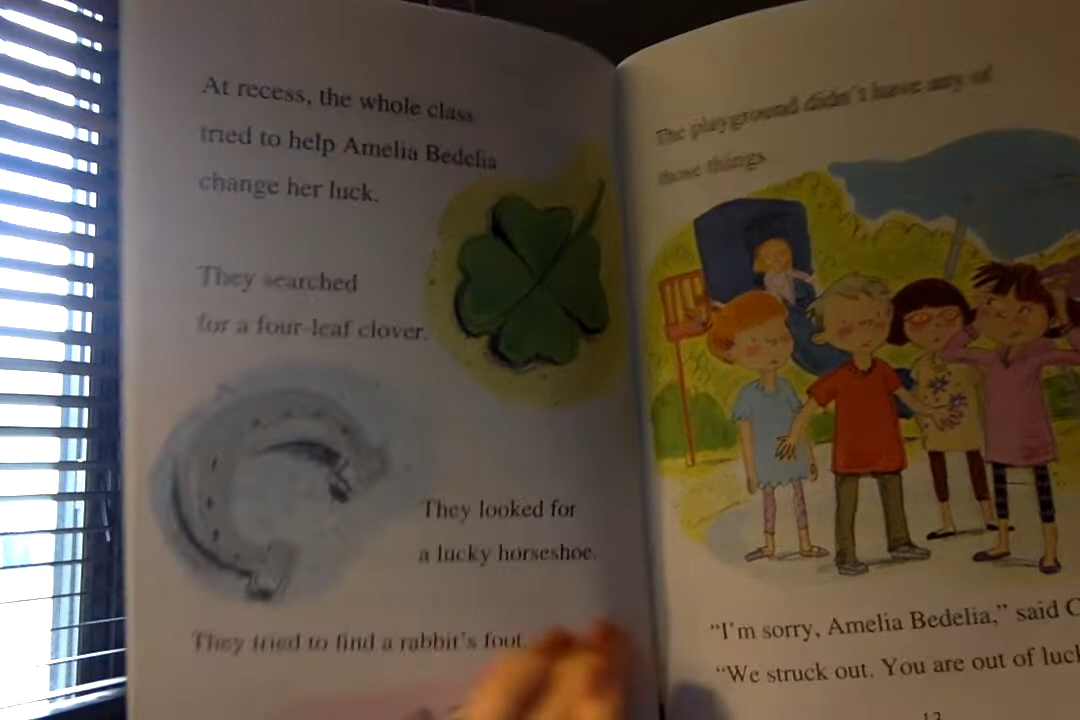 At recess, the whole class
tried to help Amelia Bedelia
change her luck.
They searched
for a four-leaf clover.
They looked for
a lucky horseshoe.
They tried to find a rabbit's foot.
The playground didn't have any of
those things.
"I'm sorry, Amelia Bedelia," said C
"We struck out. You are out of luck